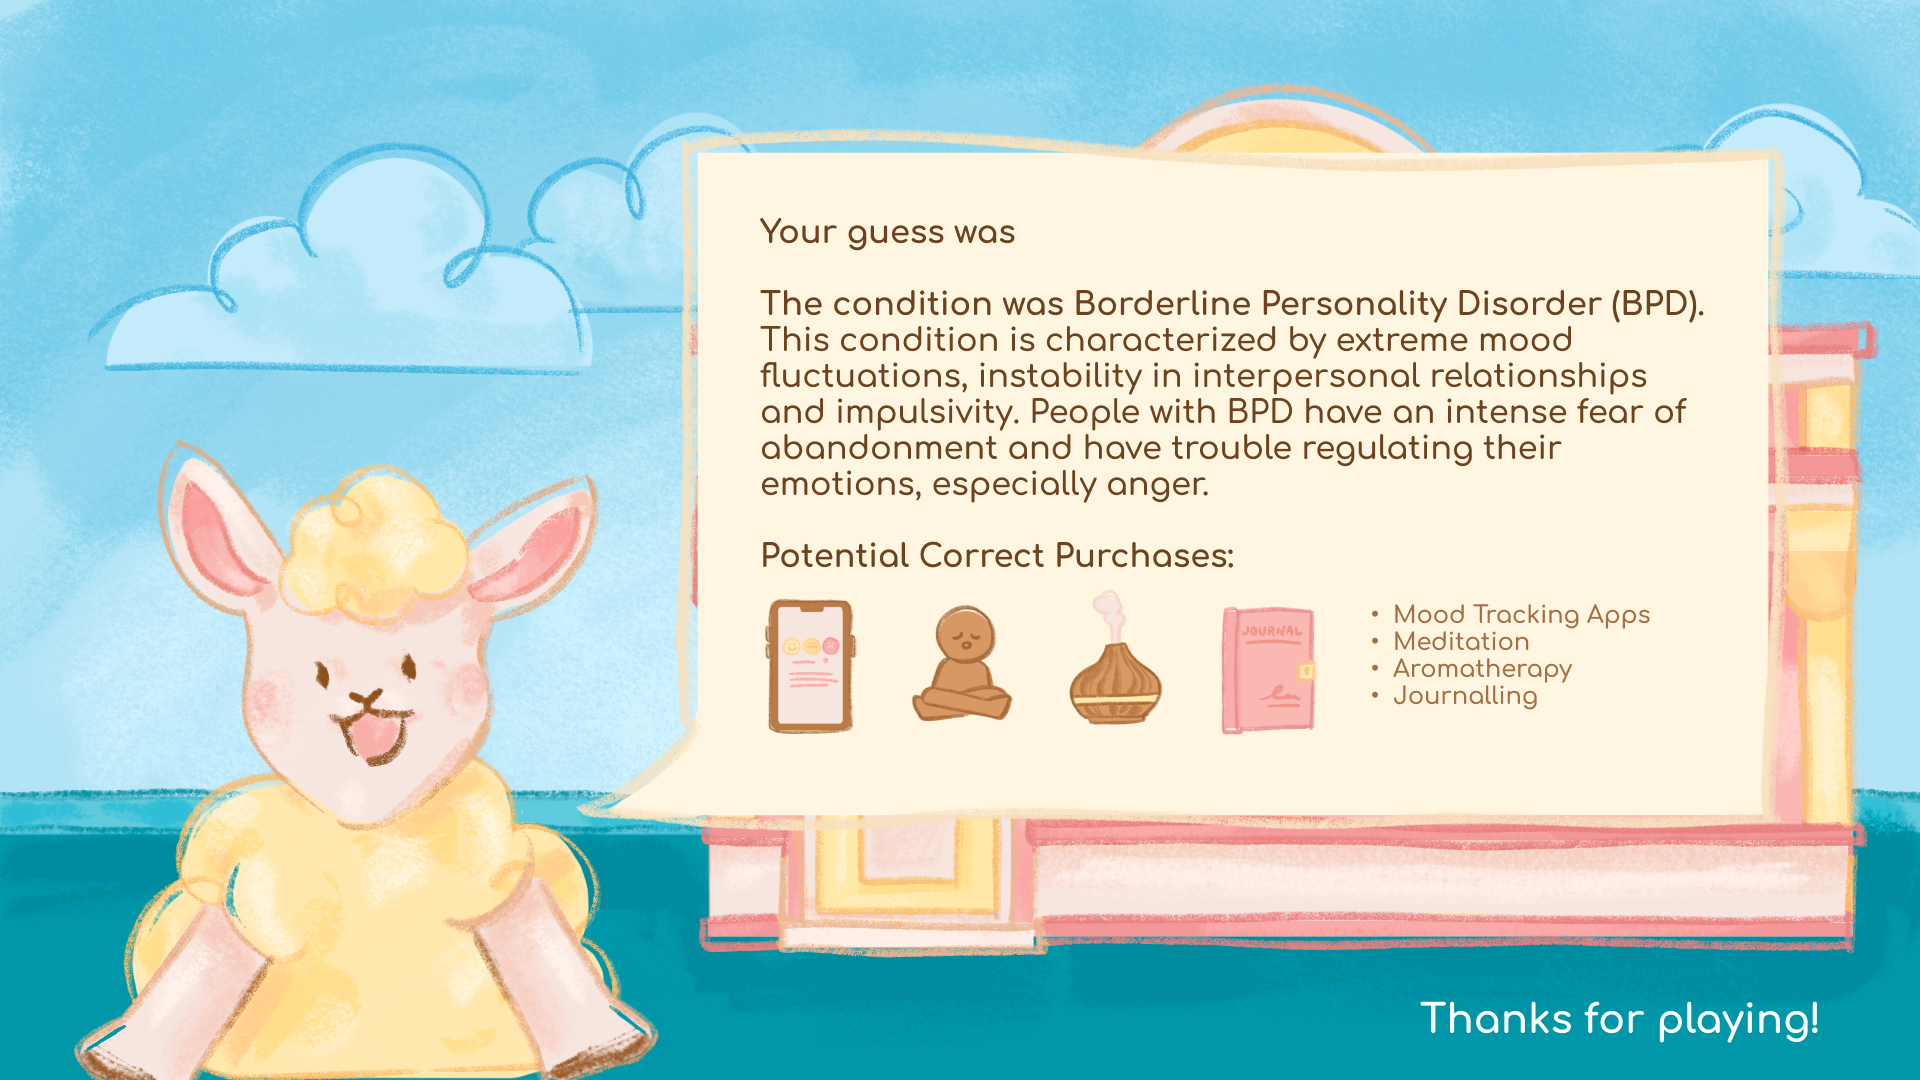 Your guess was
The condition was Borderline Personality Disorder (BPD).
This condition is characterized by extreme mood
fluctuations, instability in interpersonal relationships
and impulsivity. People with BPD have an intense fear of
abandonment and have trouble regulating their
emotions, especially anger.
Potential Correct Purchases:
?
JOURNAL
• Mood Tracking Apps
• Meditation
• Aromatherapy
• Journalling
Thanks for playing!